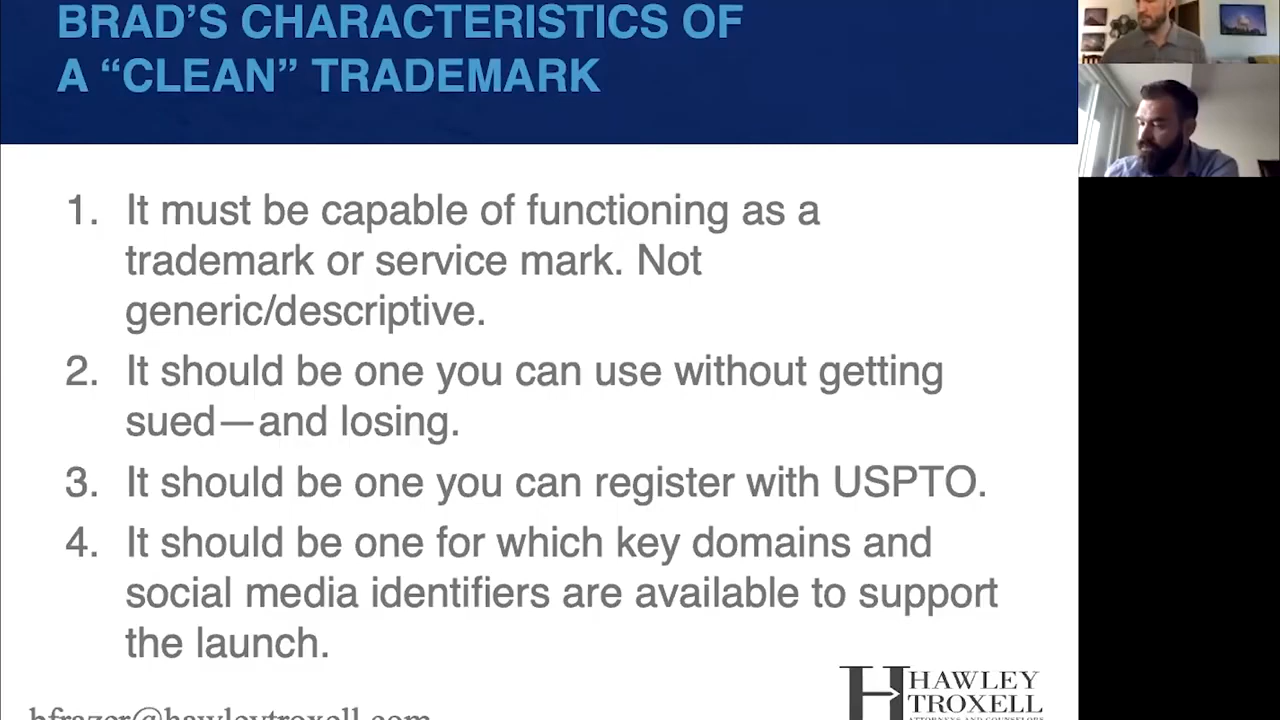 BRAD’S CHARACTERISTICS OF
A “CLEAN” TRADEMARK
1. It must be capable of functioning as a
trademark or service mark. Not
generic/descriptive.
2. It should be one you can use without getting
sued—and losing.
3. It should be one you can register with USPTO.
4. It should be one for which key domains and
social media identifiers are available to support
the launch.
bfrazer@hawleytroxell.com
H HAWLEY
TROXELL
ATTORNEYS AND COUNSELORS